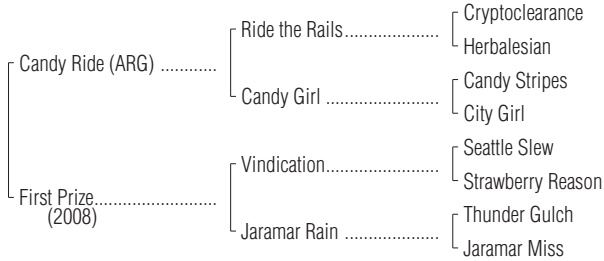 Cryptoclearance
Ride the Rails....................
Herbalesian
Candy Ride (ARG) ............
Candy Stripes
Candy Girl ........................
City Girl
Seattle Slew
Vindication........................
Strawberry Reason
First Prize..........................
(2008)
Thunder Gulch
Jaramar Rain ....................
Jaramar Miss